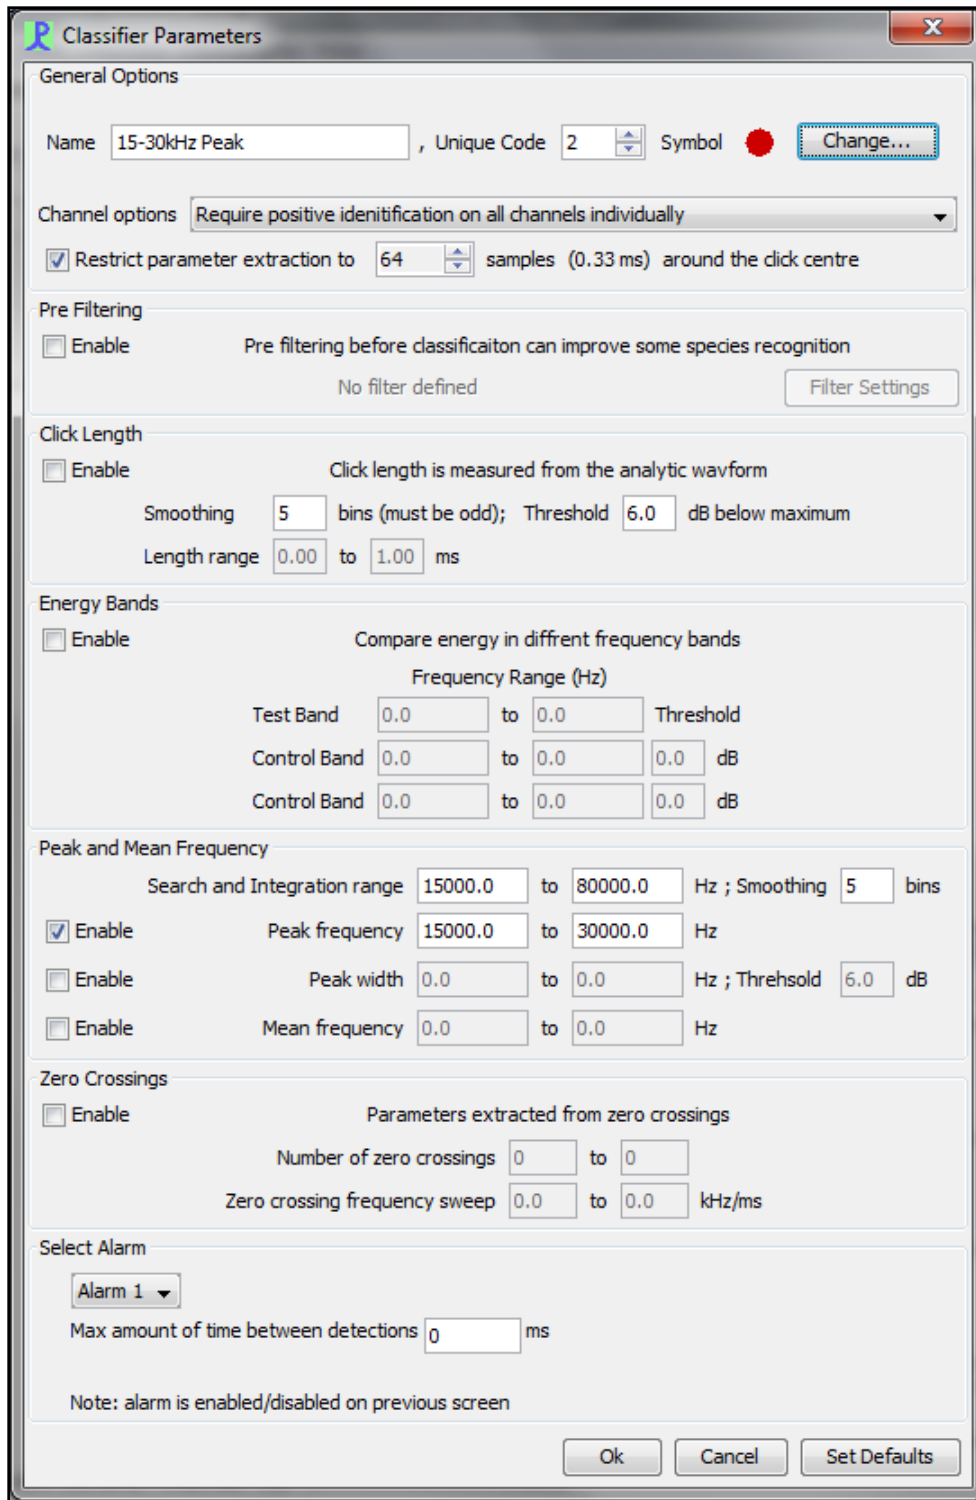 Classifier Parameters
General Options
Name 15-30kHz Peak , Unique Code 2 Symbol Change...
Channel options Require positive idenitification on all channels individually
Restrict parameter extraction to 64 samples (0.33 ms) around the click centre
Pre Filtering
Enable Pre filtering before classificaiton can improve some species recognition
No filter defined Filter Settings
Click Length
Enable Click length is measured from the analytic wavform
Smoothing 5 bins (must be odd); Threshold 6.0 dB below maximum
Length range 0.00 to 1.00 ms
Energy Bands
Enable Compare energy in diffrent frequency bands
Frequency Range (Hz)
Test Band 0.0 to 0.0 Threshold
Control Band 0.0 to 0.0 0.0 dB
Control Band 0.0 to 0.0 0.0 dB
Peak and Mean Frequency
Search and Integration range 15000.0 to 80000.0 Hz ; Smoothing 5 bins
Enable Peak frequency 15000.0 to 30000.0 Hz
Enable Peak width 0.0 to 0.0 Hz ; Threhsold 6.0 dB
Enable Mean frequency 0.0 to 0.0 Hz
Zero Crossings
Enable Parameters extracted from zero crossings
Number of zero crossings 0 to 0
Zero crossing frequency sweep 0.0 to 0.0 kHz/ms
Select Alarm
Alarm 1
Max amount of time between detections 0 ms
Note: alarm is enabled/disabled on previous screen
Ok Cancel Set Defaults